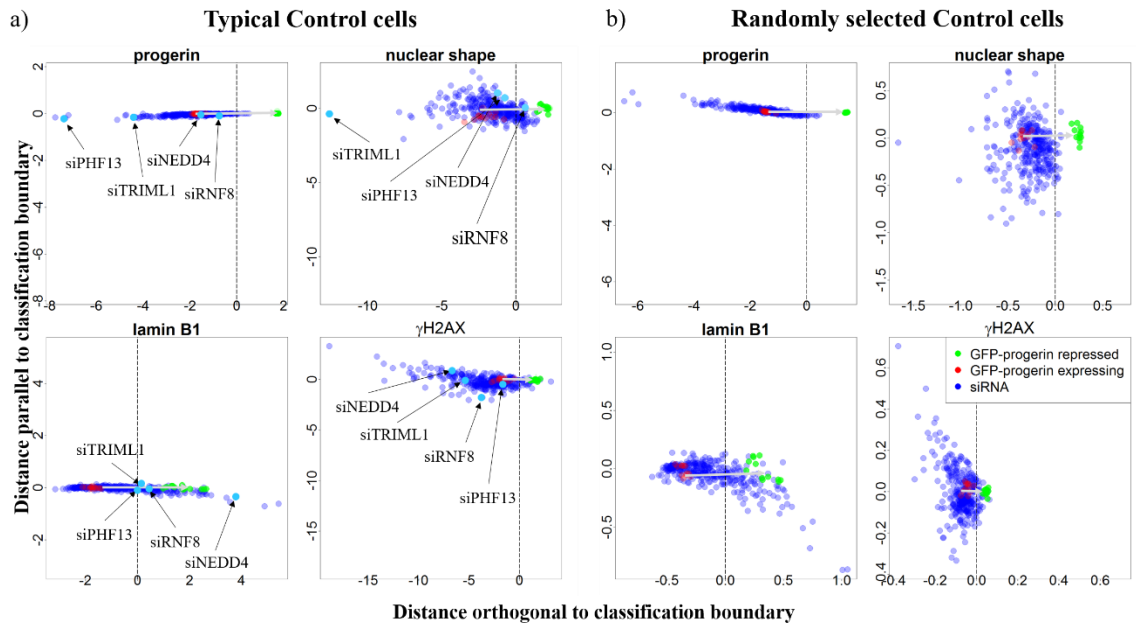 a) Typical Control cells
b) Randomly selected Control cells
Distance parallel to classification boundary
progerin
2
0
-2
-4
-6
-8
siPHF13
siTRIML1
siNEDD4
siRNF8
-8 -6 -4 -2 0 2
nuclear shape
0
-5
-10
siTRIML1
siPHF13
siNEDD4
siRNF8
-10 -5 0
lamin B1
4
2
0
-2
siTRIML1
siPHF13
siRNF8
siNEDD4
-2 0 2 4
γH2AX
0
-5
-10
-15
siNEDD4
siTRIML1
siRNF8
siPHF13
-15 -10 -5 0
progerin
2
0
-2
-4
-6
-6 -4 -2 0
nuclear shape
0.5
0.0
-0.5
-1.0
-1.5
-1.5 -1.0 -0.5 0.0 0.5
lamin B1
1.0
0.5
0.0
-0.5
-0.5 0.0 0.5 1.0
γH2AX
0.8
0.6
0.4
0.2
0.0
-0.2
-0.4
GFP-progerin repressed
GFP-progerin expressing
siRNA
-0.4 -0.2 0.0 0.2 0.4 0.6
Distance orthogonal to classification boundary